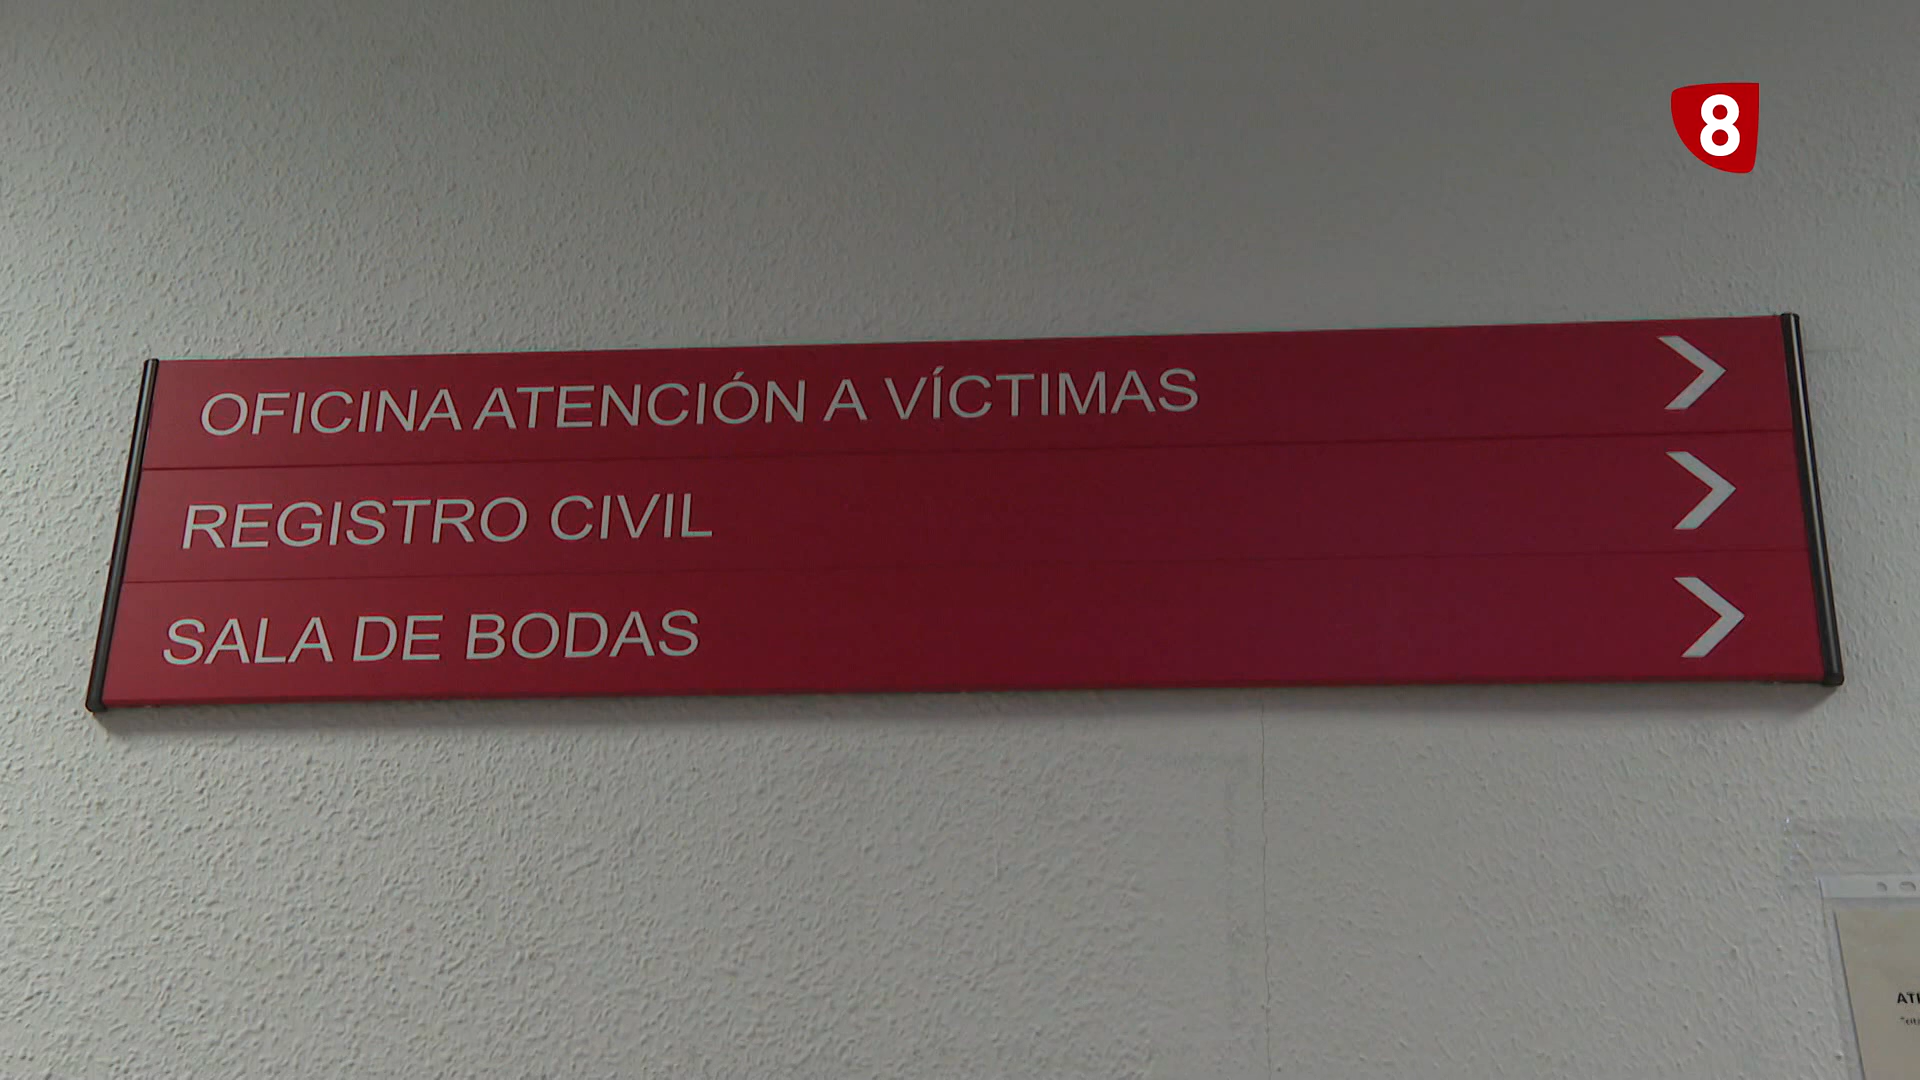 8
OFICINA ATENCIÓN A VÍCTIMAS
REGISTRO CIVIL
SALA DE BODAS